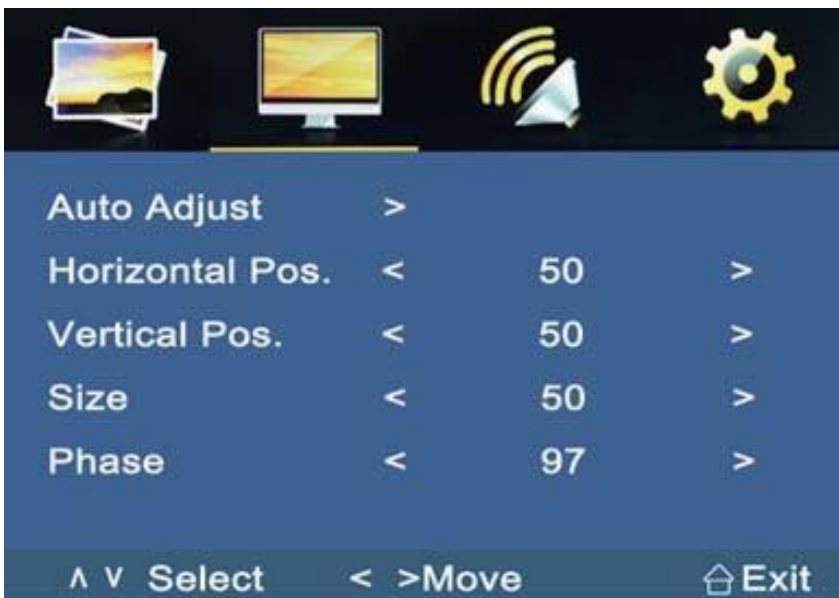 Auto Adjust >
Horizontal Pos. < 50 >
Vertical Pos. < 50 >
Size < 50 >
Phase < 97 >
∧ ∨ Select < >Move Exit